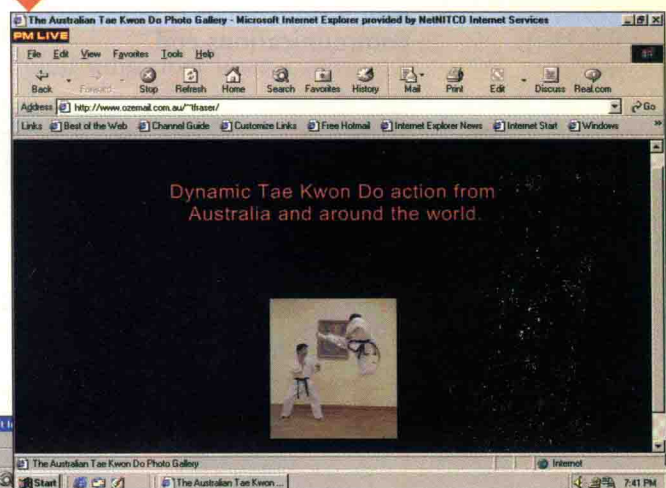 The Australian Tae Kwon Do Photo Gallery - Microsoft Internet Explorer provided by NetNITCD Internet Services
PM LIVE
File Edit View Favorites Tools Help
Back Forward Stop Refresh Home Search Favorites History Mail Print Edit Discuss Real.com
Address http://www.ozemail.com.au/~tfraser/ Go
Links Best of the Web Channel Guide Customize Links Free Hotmail Internet Explorer News Internet Start Windows
Dynamic Tae Kwon Do action from
Australia and around the world.
The Australian Tae Kwon Do Photo Gallery Internet
Start The Australian Tae Kwon ... 7:41 PM